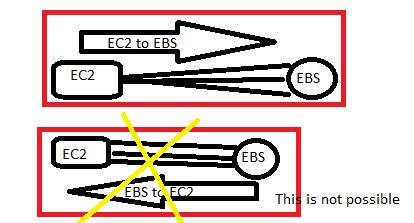 EC2 to EBS
EC2
EBS
EC2
EBS
EBS to EC2
This is not possible